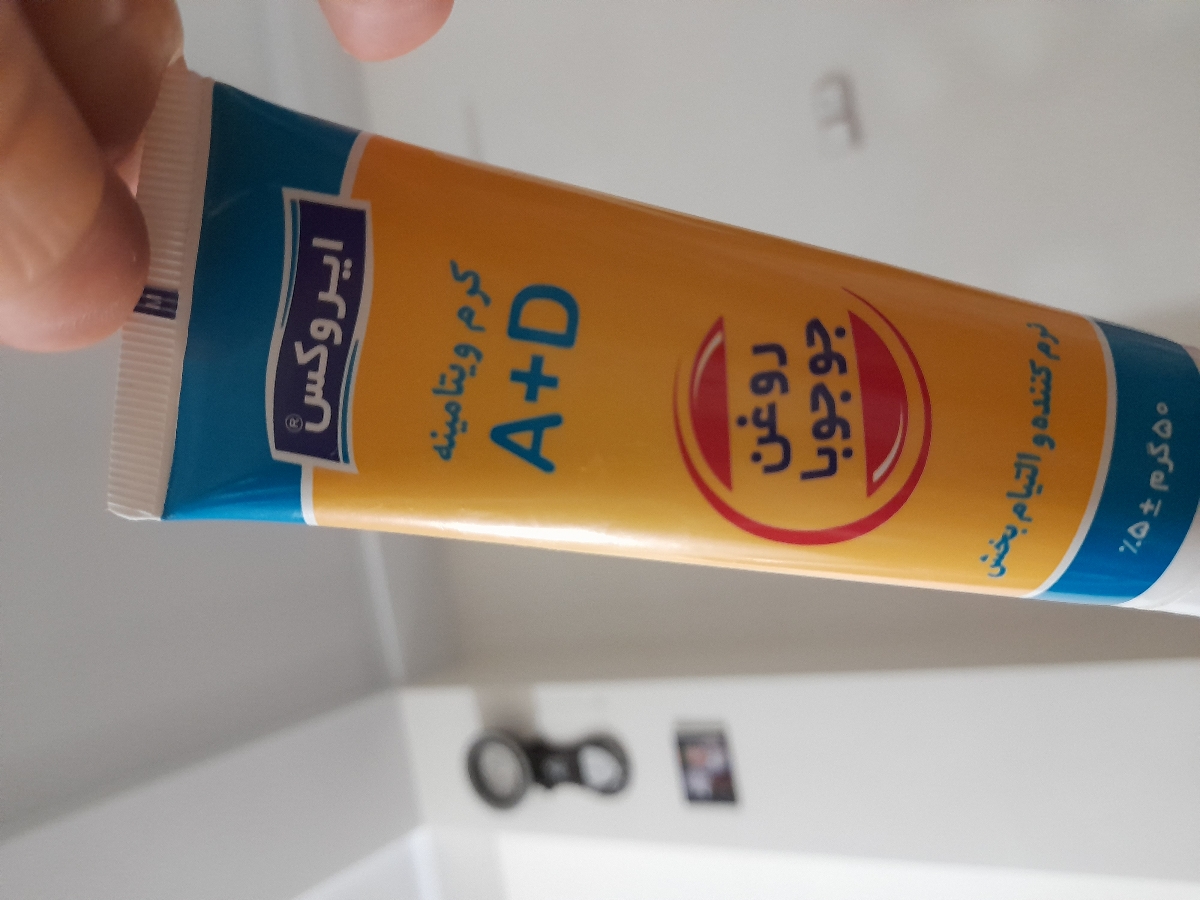 ایروکس®
کرم ویتامینه
A+D
روغن
جوجوبا
نرم کننده و التیام بخش
۵۰ گرم ± ۵٪